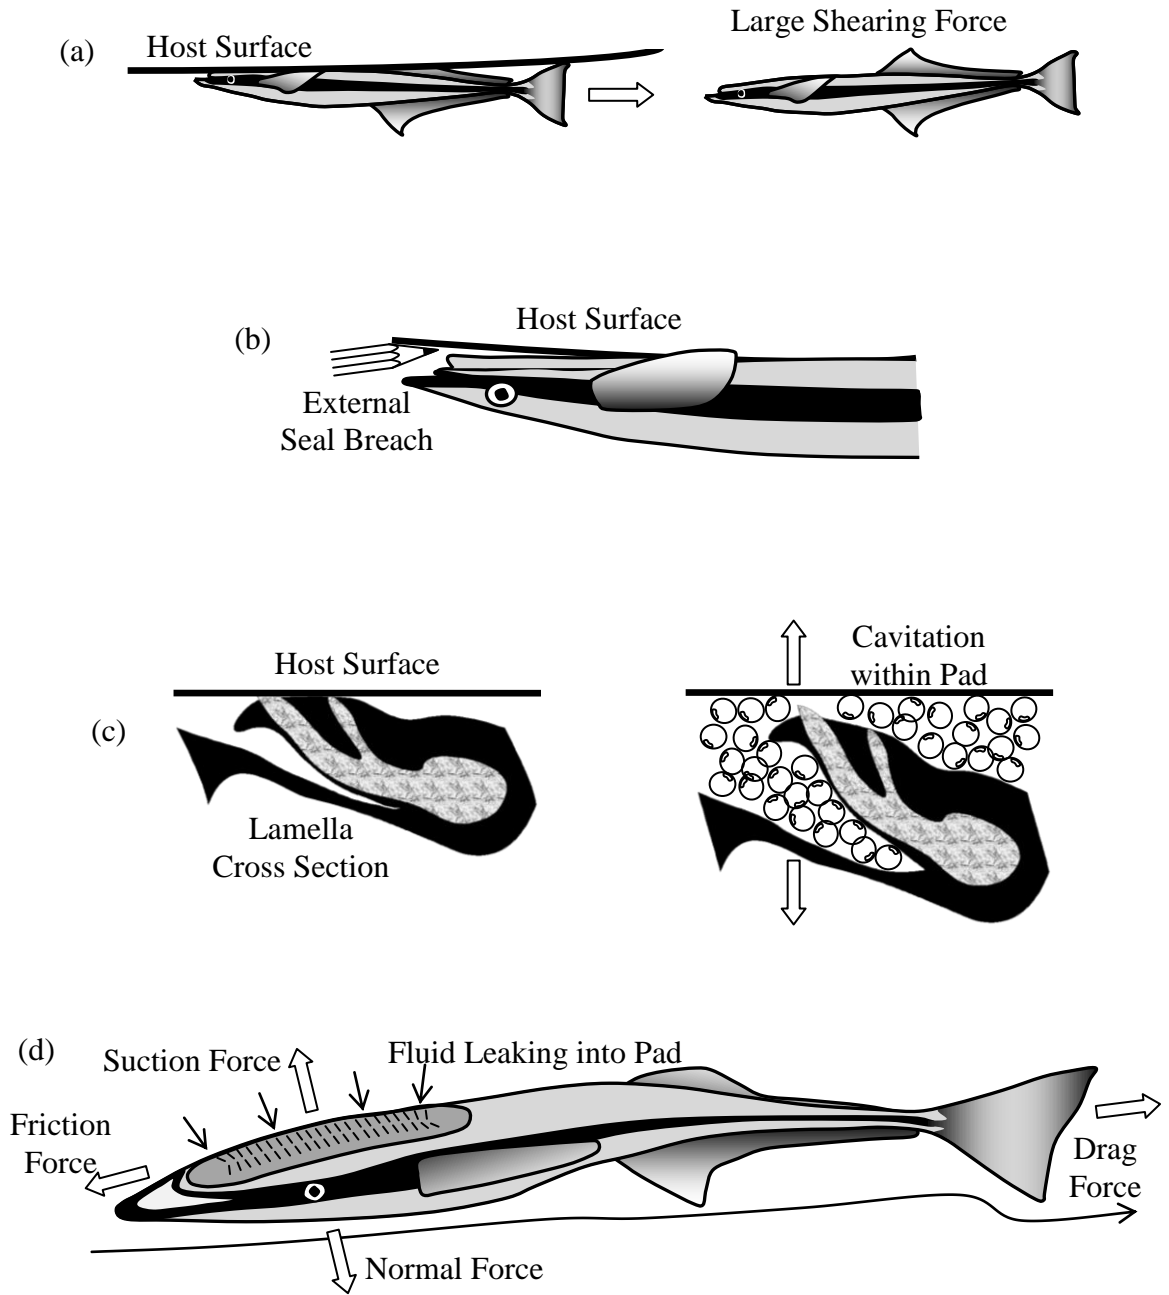 (a)
Host Surface
Large Shearing Force
(b)
Host Surface
External
Seal Breach
(c)
Host Surface
Lamella
Cross Section
Cavitation
within Pad
(d)
Suction Force
Fluid Leaking into Pad
Friction
Force
Drag
Force
Normal Force